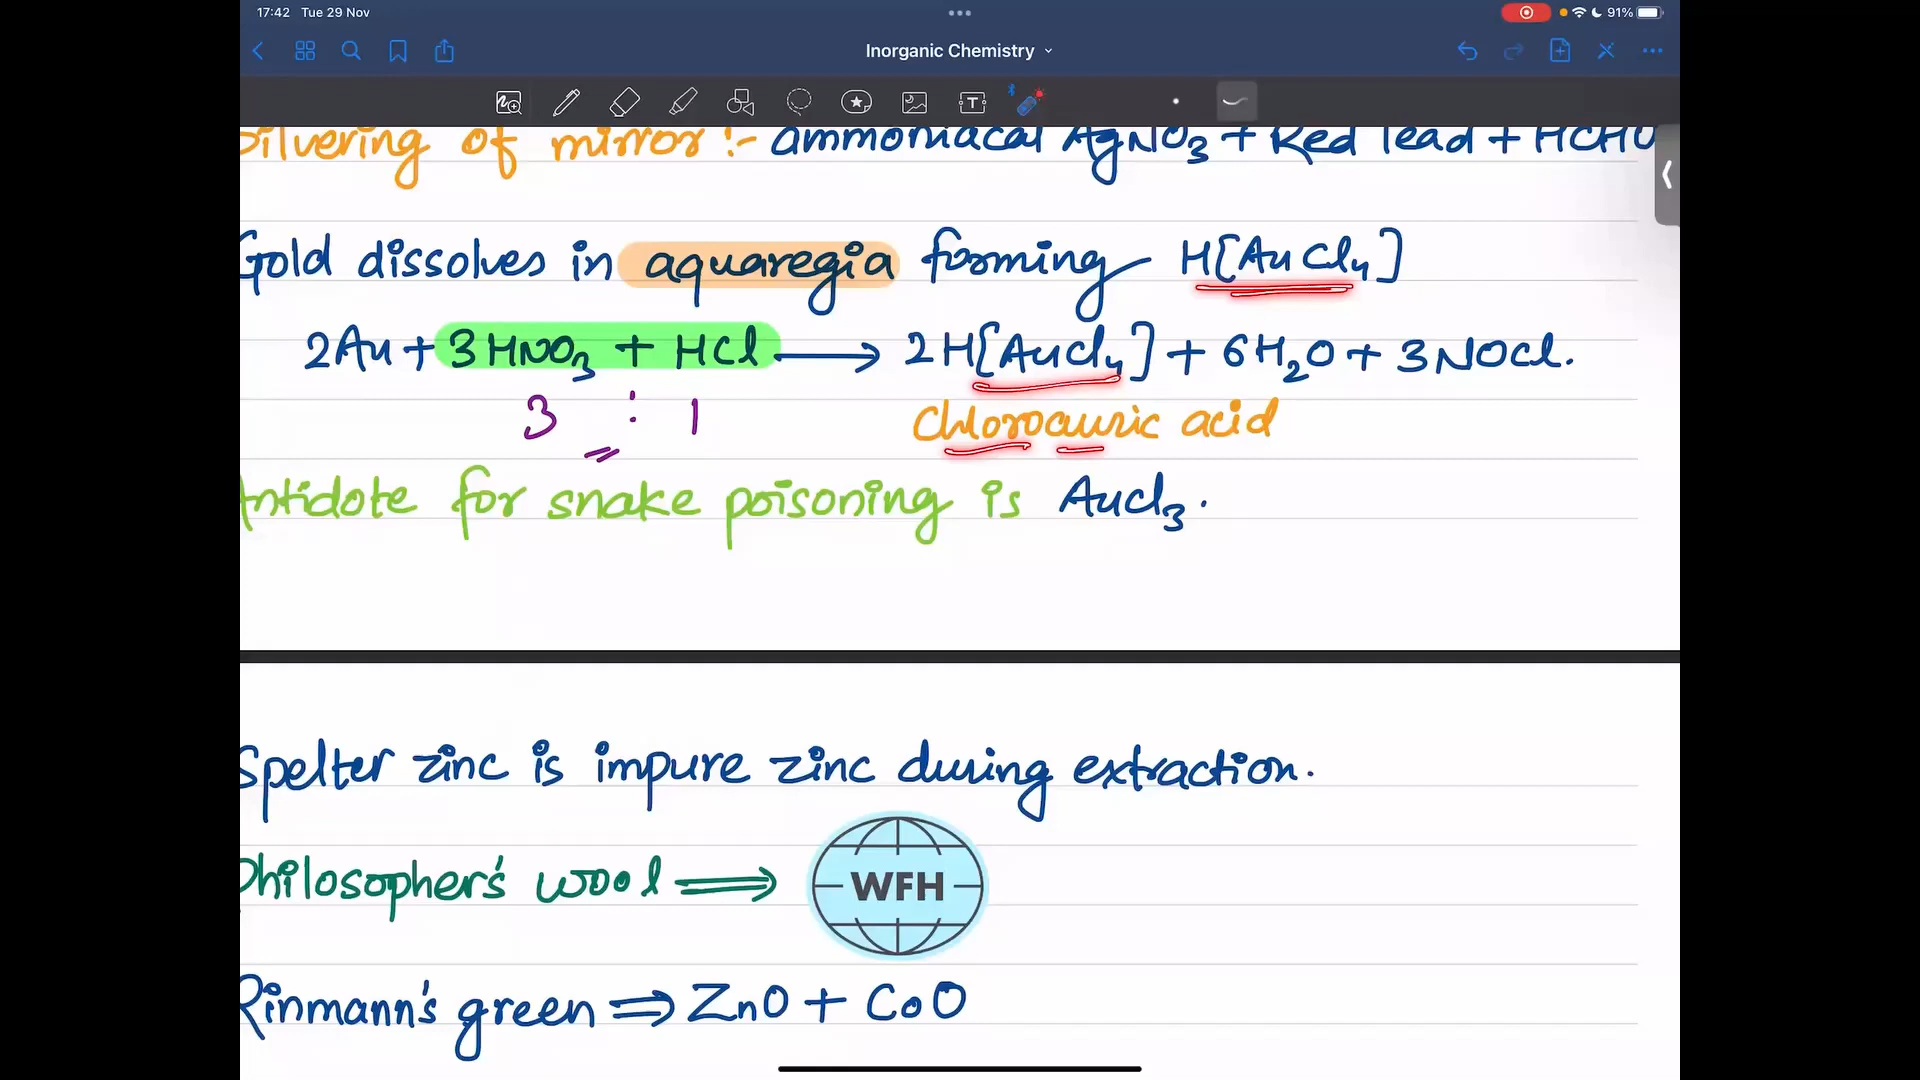 17:42 Tue 29 Nov 91%
Inorganic Chemistry
Silvering of mirror :- ammoniacal AgNO₃ + Red lead + HCHO
Gold dissolves in aquaregia forming H[AuCl₄]
2Au + 3HNO₃ + HCl → 2H[AuCl₄] + 6H₂O + 3NOCl.
3 : 1 Chloroauric acid
Antidote for snake poisoning is AuCl₃.
Spelter zinc is impure zinc during extraction.
Philosopher's wool ⟹ WFH
Rinmann's green ⟹ ZnO + CoO